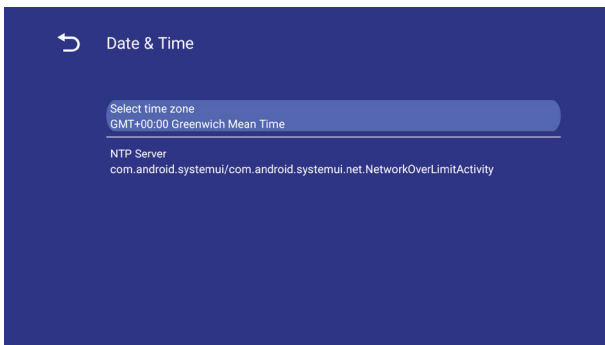 Date & Time
Select time zone
GMT+00:00 Greenwich Mean Time
NTP Server
com.android.systemui/com.android.systemui.net.NetworkOverLimitActivity